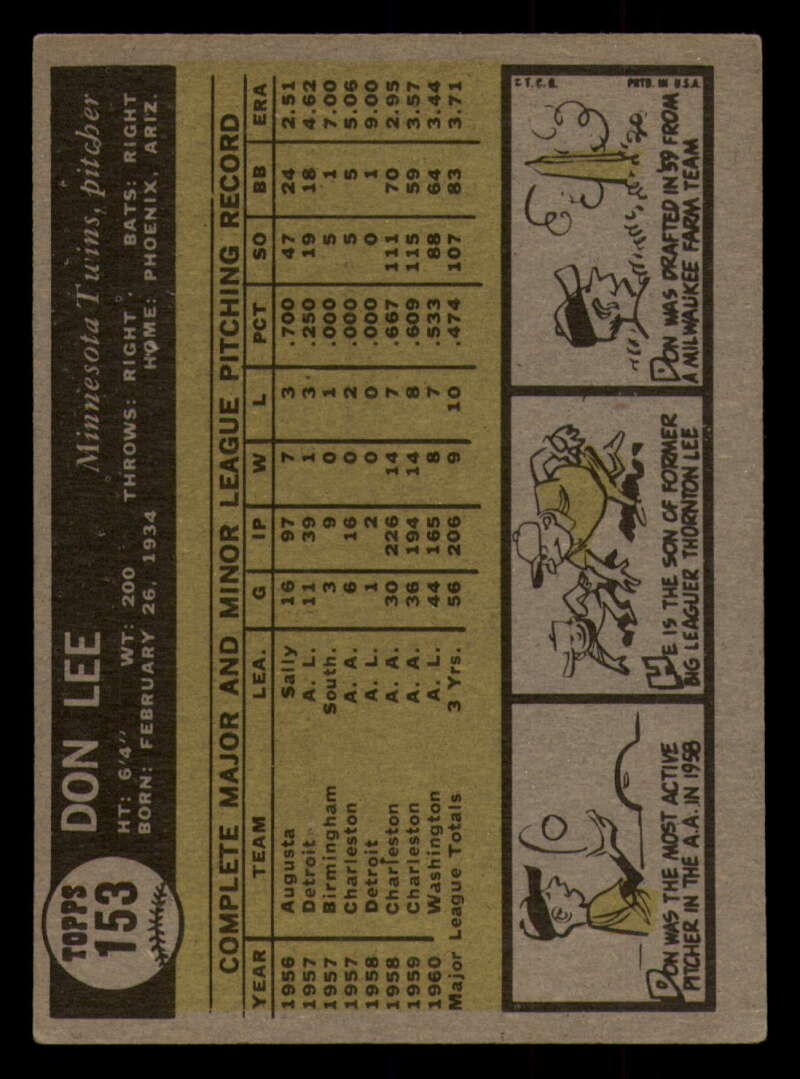 TOPPS
153
DON LEE
Minnesota Twins, pitcher
HT: 6'4" WT: 200 THROWS: RIGHT BATS: RIGHT
BORN: FEBRUARY 26, 1934 HOME: PHOENIX, ARIZ.
COMPLETE MAJOR AND MINOR LEAGUE PITCHING RECORD
YEAR TEAM LEA. G IP W L PCT SO BB ERA
1956 Augusta Sally 16 97 7 3 .700 47 24 2.51
1957 Detroit A. L. 11 39 1 3 .250 19 18 4.62
1957 Birmingham South. 3 9 0 1 .000 5 1 7.00
1957 Charleston A. A. 6 16 0 2 .000 5 5 5.06
1958 Detroit A. L. 1 2 0 0 .000 0 1 9.00
1958 Charleston A. A. 30 226 14 7 .667 111 70 2.95
1959 Charleston A. A. 36 194 14 8 .609 115 59 3.57
1960 Washington A. L. 44 165 8 7 .533 88 64 3.44
Major League Totals 3 Yrs. 56 206 9 10 .474 107 83 3.71
DON WAS THE MOST ACTIVE
PITCHER IN THE A.A. IN 1958
HE IS THE SON OF FORMER
BIG LEAGUER THORNTON LEE
© T.C.G. PRTD. IN U.S.A.
DON WAS DRAFTED IN '59 FROM
A MILWAUKEE FARM TEAM